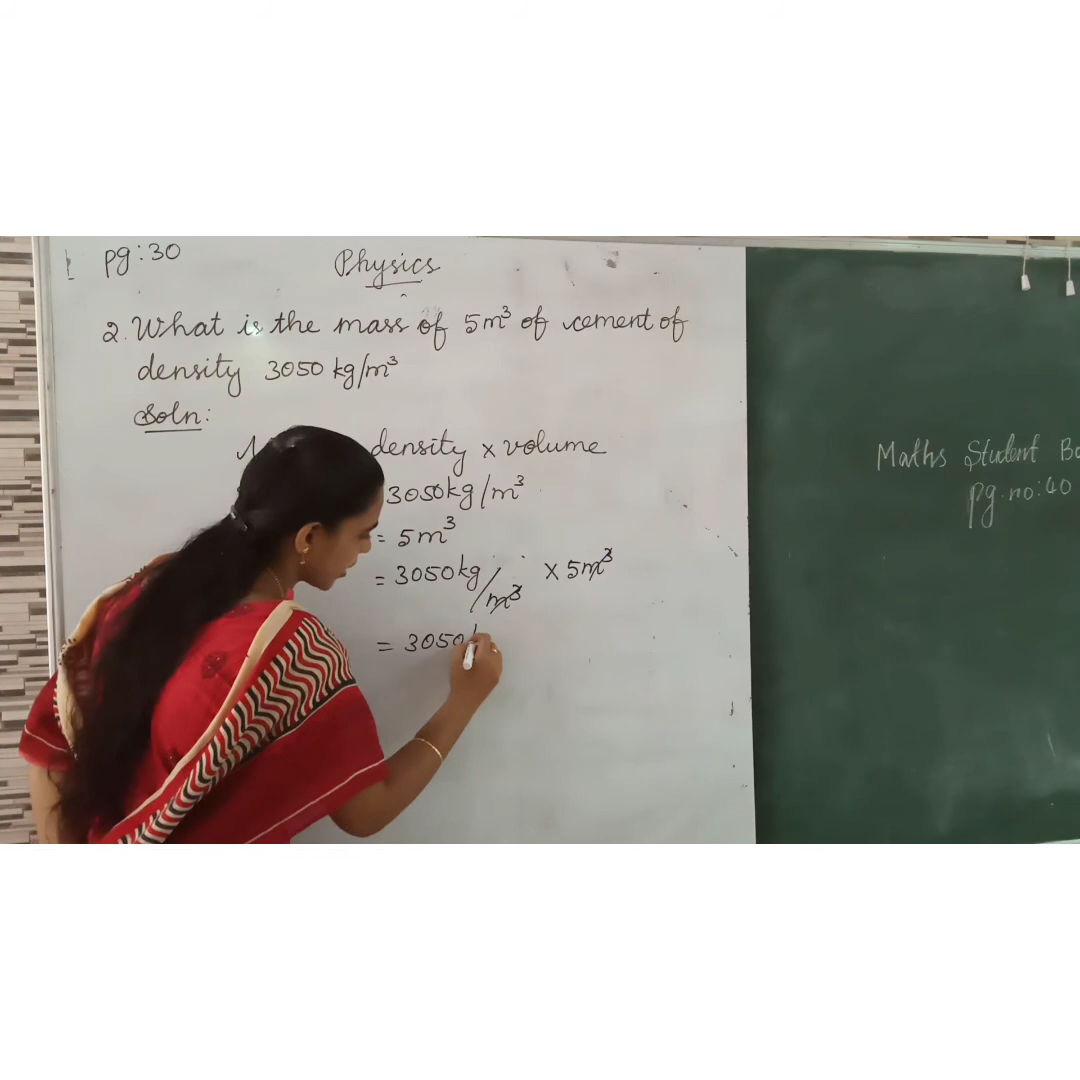 pg:30
Physics
2. What is the mass of 5m³ of cement of
density 3050 kg/m³
Soln:
density x volume
3050kg/m³
= 5m³
= 3050kg/m³ x 5m³
= 3050
Maths Student
pg.no:40